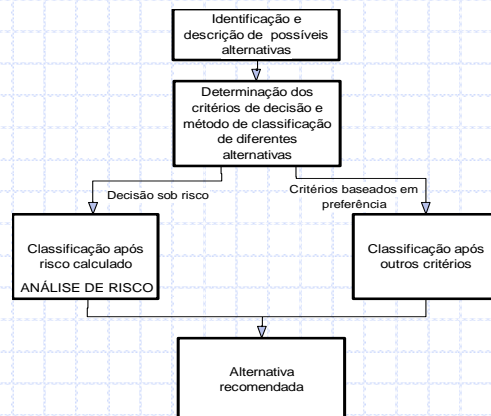 Identificação e
descrição de possíveis
alternativas
Determinação dos
critérios de decisão e
método de classificação
de diferentes
alternativas
Decisão sob risco
Critérios baseados em
preferência
Classificação após
risco calculado
ANÁLISE DE RISCO
Classificação após
outros critérios
Alternativa
recomendada